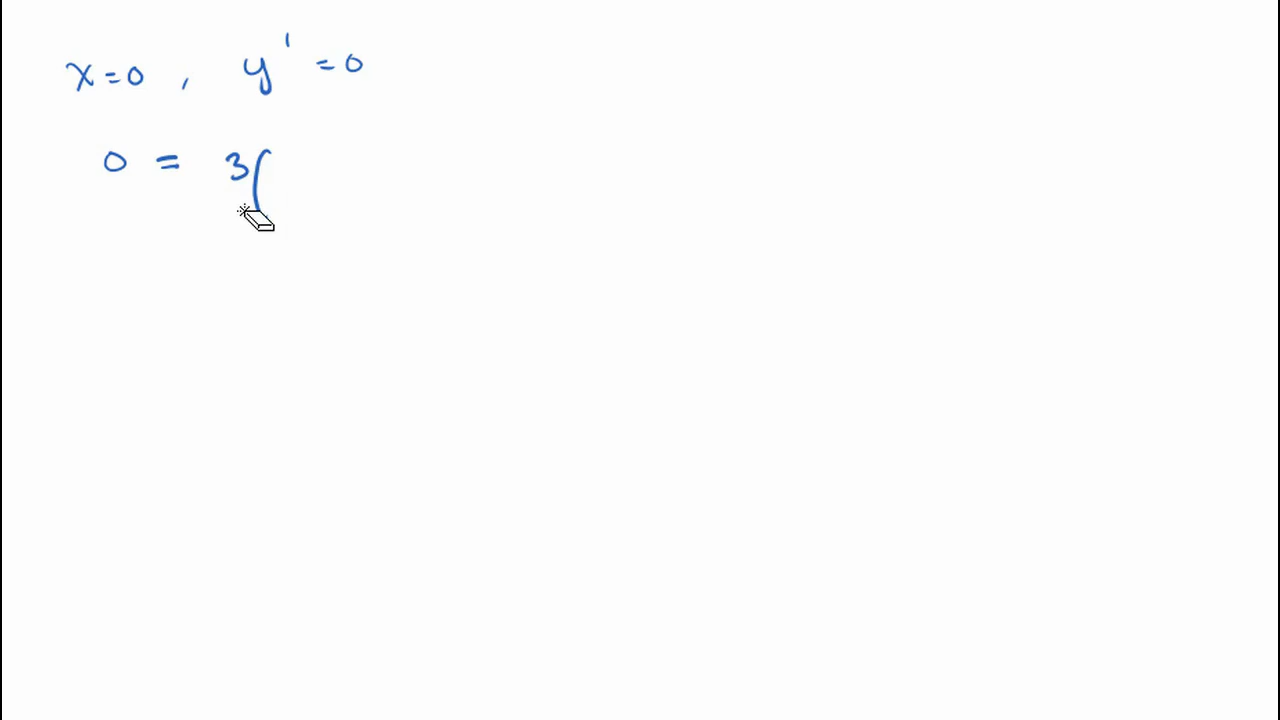 x=0 , y' =0
0 = 3(